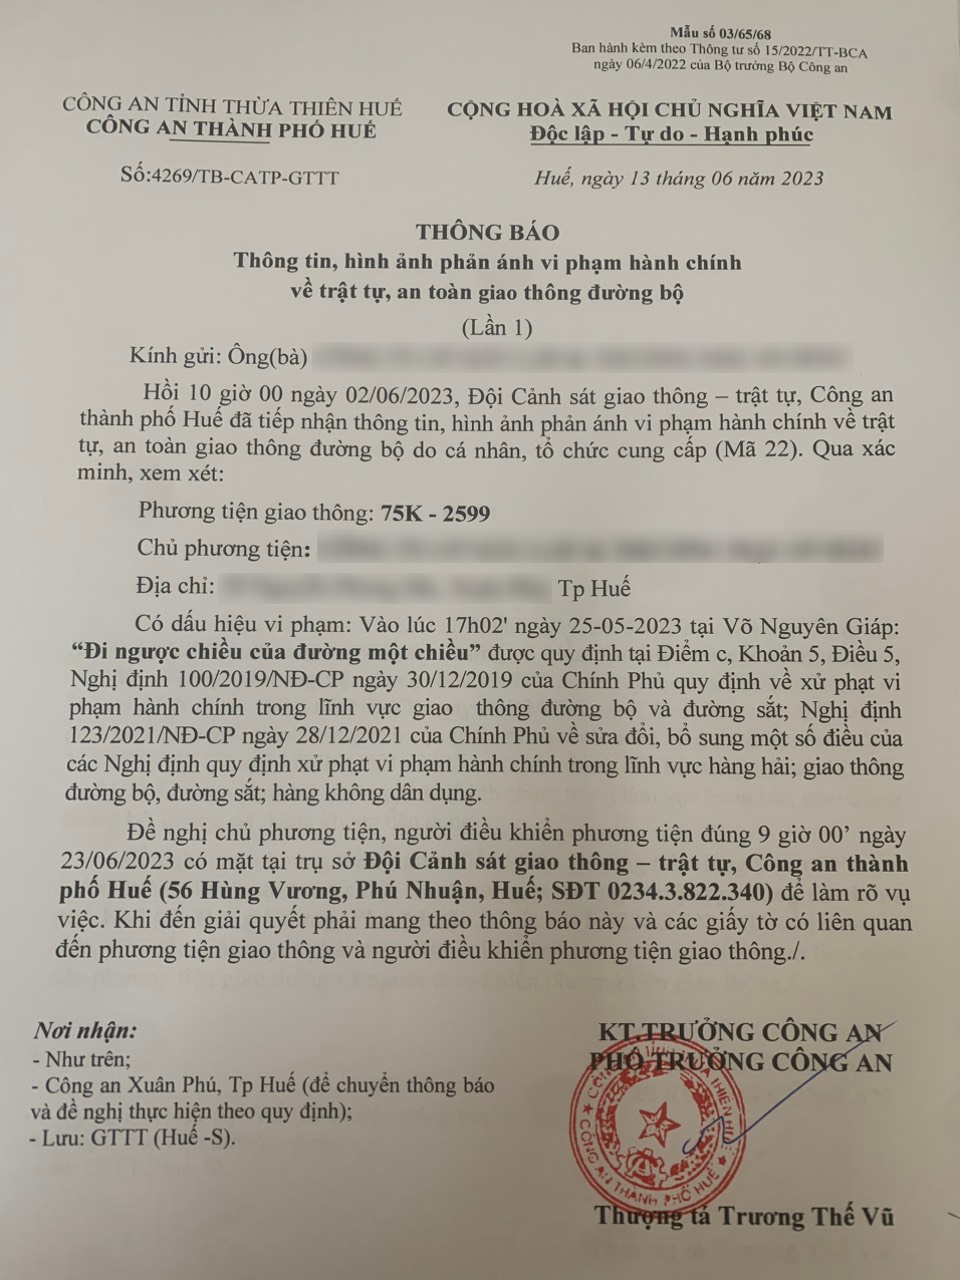 Mẫu số 03/65/68
Ban hành kèm theo Thông tư số 15/2022/TT-BCA
ngày 06/4/2022 của Bộ trưởng Bộ Công an
CÔNG AN TỈNH THỪA THIÊN HUẾ
CÔNG AN THÀNH PHỐ HUẾ
Số:4269/TB-CATP-GTTT
CỘNG HOÀ XÃ HỘI CHỦ NGHĨA VIỆT NAM
Độc lập - Tự do - Hạnh phúc
Huế, ngày 13 tháng 06 năm 2023
THÔNG BÁO
Thông tin, hình ảnh phản ánh vi phạm hành chính
về trật tự, an toàn giao thông đường bộ
(Lần 1)
Kính gửi: Ông(bà)
Hồi 10 giờ 00 ngày 02/06/2023, Đội Cảnh sát giao thông – trật tự, Công an
thành phố Huế đã tiếp nhận thông tin, hình ảnh phản ánh vi phạm hành chính về trật
tự, an toàn giao thông đường bộ do cá nhân, tổ chức cung cấp (Mã 22). Qua xác
minh, xem xét:
Phương tiện giao thông: 75K - 2599
Chủ phương tiện:
Địa chỉ: Tp Huế
Có dấu hiệu vi phạm: Vào lúc 17h02' ngày 25-05-2023 tại Võ Nguyên Giáp:
“Đi ngược chiều của đường một chiều” được quy định tại Điểm c, Khoản 5, Điều 5,
Nghị định 100/2019/NĐ-CP ngày 30/12/2019 của Chính Phủ quy định về xử phạt vi
phạm hành chính trong lĩnh vực giao thông đường bộ và đường sắt; Nghị định
123/2021/NĐ-CP ngày 28/12/2021 của Chính Phủ về sửa đổi, bổ sung một số điều của
các Nghị định quy định xử phạt vi phạm hành chính trong lĩnh vực hàng hải; giao thông
đường bộ, đường sắt; hàng không dân dụng.
Đề nghị chủ phương tiện, người điều khiển phương tiện đúng 9 giờ 00’ ngày
23/06/2023 có mặt tại trụ sở Đội Cảnh sát giao thông – trật tự, Công an thành
phố Huế (56 Hùng Vương, Phú Nhuận, Huế; SĐT 0234.3.822.340) để làm rõ vụ
việc. Khi đến giải quyết phải mang theo thông báo này và các giấy tờ có liên quan
đến phương tiện giao thông và người điều khiển phương tiện giao thông./.
Nơi nhận:
- Như trên;
- Công an Xuân Phú, Tp Huế (để chuyển thông báo
và đề nghị thực hiện theo quy định);
- Lưu: GTTT (Huế -S).
KT.TRƯỞNG CÔNG AN
PHÓ TRƯỞNG CÔNG AN
CÔNG AN THÀNH PHỐ HUẾ
Thượng tá Trương Thế Vũ